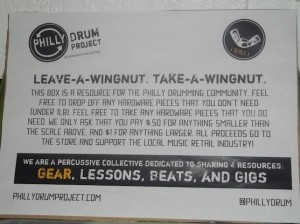 PHILLY DRUM PROJECT
LEAVE-A-WINGNUT. TAKE-A-WINGNUT.
THIS BOX IS A RESOURCE FOR THE PHILLY DRUMMING COMMUNITY. FEEL
FREE TO DROP OFF ANY HARDWARE PIECES THAT YOU DON'T NEED
(UNDER 1LB). FEEL FREE TO TAKE ANY HARDWARE PIECES THAT YOU DO
NEED. WE ONLY ASK THAT YOU PAY $.50 FOR ANYTHING SMALLER THAN
THE SCALE ABOVE, AND $1 FOR ANYTHING LARGER. ALL PROCEEDS GO TO
THE STORE AND SUPPORT THE LOCAL MUSIC RETAIL INDUSTRY!
WE ARE A PERCUSSIVE COLLECTIVE DEDICATED TO SHARING 4 RESOURCES:
GEAR, LESSONS, BEATS, AND GIGS
PHILLYDRUMPROJECT.COM
@PHILLYDRUM